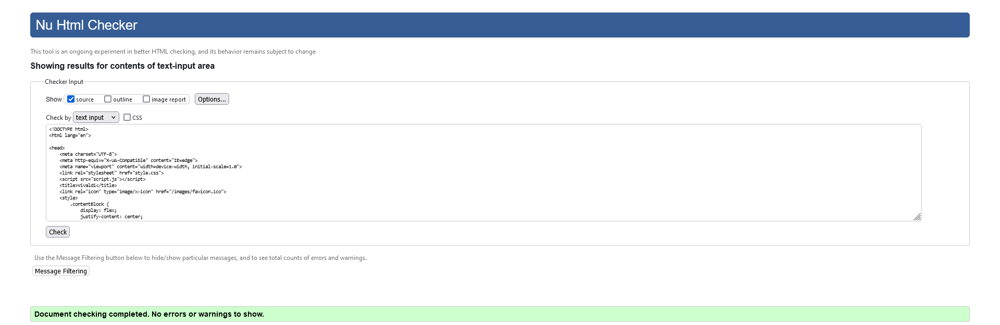 Nu Html Checker
This tool is an ongoing experiment in better HTML checking, and its behavior remains subject to change
Showing results for contents of text-input area
Checker Input
Show source outline image report Options...
Check by text input CSS
<!DOCTYPE html>
<html lang="en">
<head>
<meta charset="UTF-8">
<meta http-equiv="X-UA-Compatible" content="IE=edge">
<meta name="viewport" content="width=device-width, initial-scale=1.0">
<link rel="stylesheet" href="style.css">
<script src="script.js"></script>
<title>Vivaldi</title>
<link rel="icon" type="image/x-icon" href="/images/favicon.ico">
<style>
.contentBlock {
display: flex;
justify-content: center;
Check
Use the Message Filtering button below to hide/show particular messages, and to see total counts of errors and warnings.
Message Filtering
Document checking completed. No errors or warnings to show.